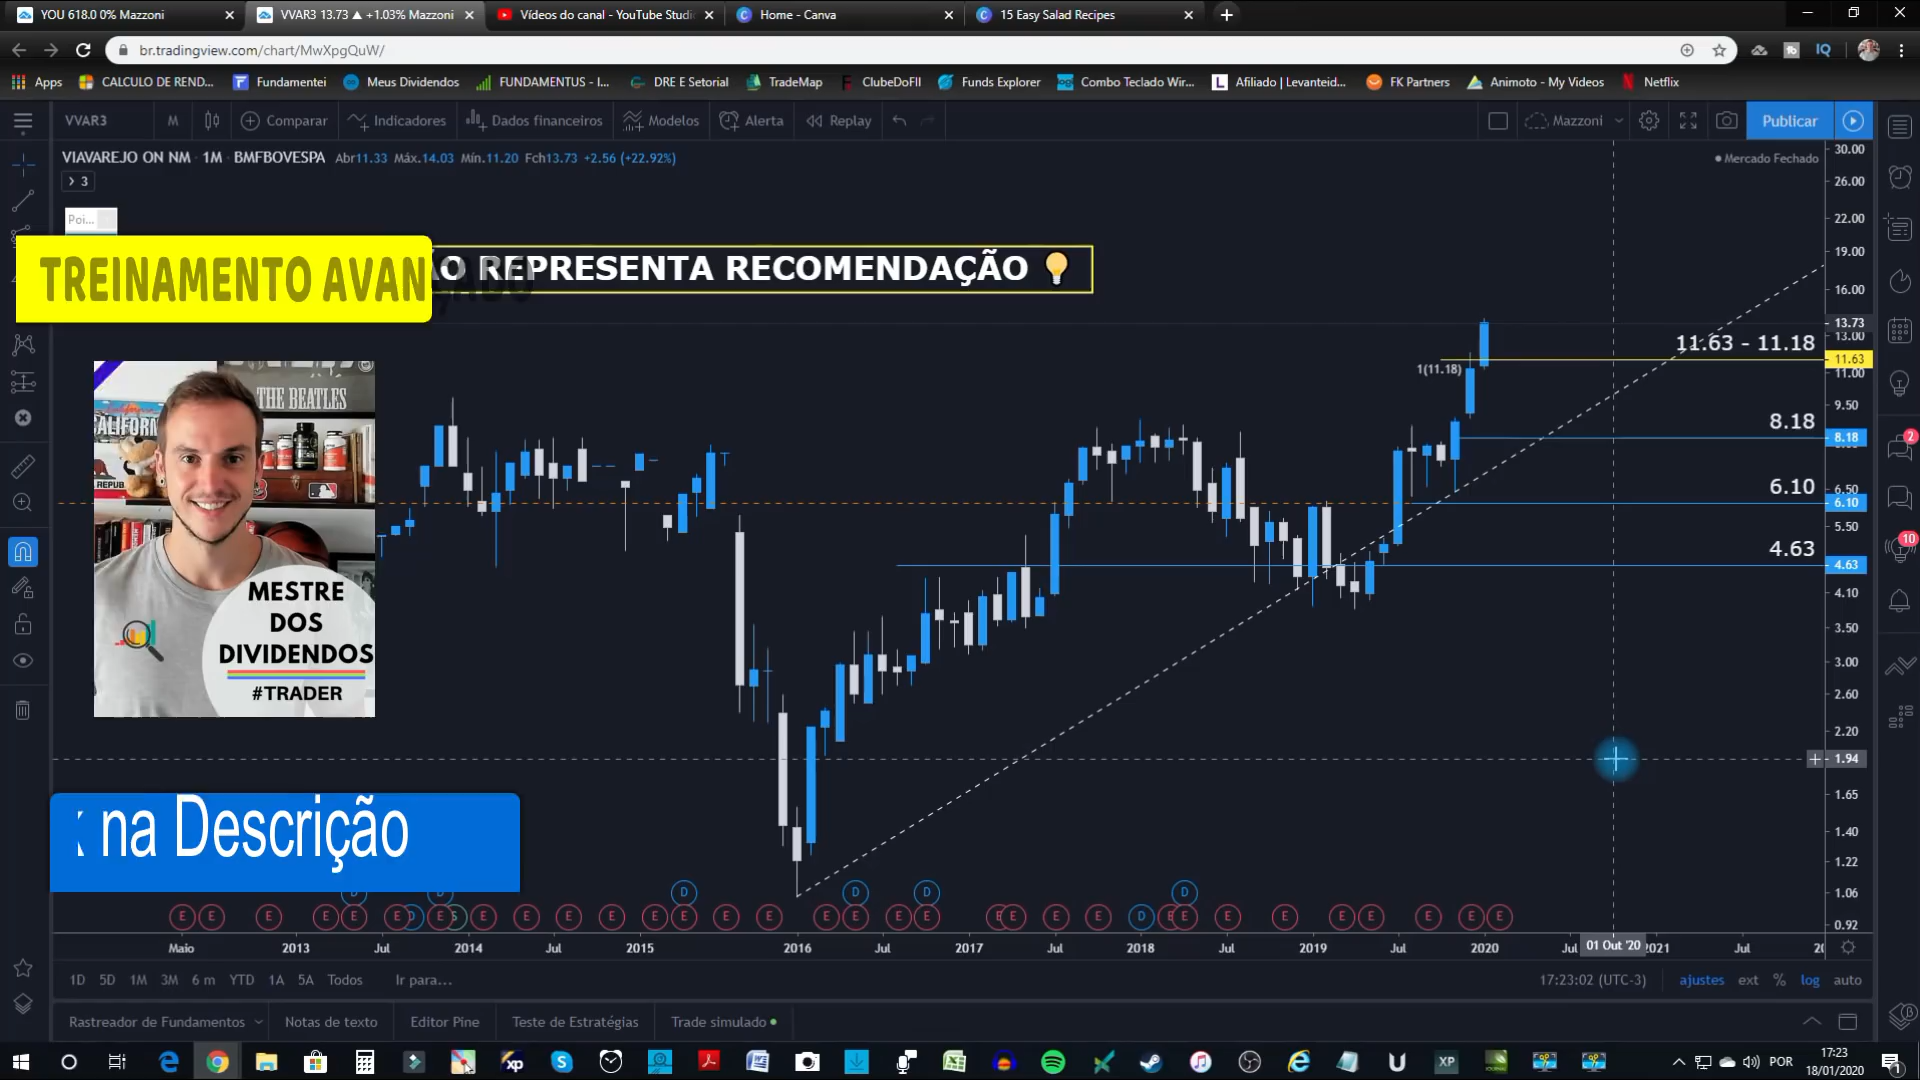 YOU 618.0 0% Mazzoni
VVAR3 13.73 ▲ +1.03% Mazzoni
Vídeos do canal - YouTube Studi
Home - Canva
15 Easy Salad Recipes
br.tradingview.com/chart/MwXpgQuW/
Apps
CALCULO DE REND...
Fundamentei
Meus Dividendos
FUNDAMENTUS - I...
DRE E Setorial
TradeMap
ClubeDoFII
Funds Explorer
Combo Teclado Wir...
Afiliado | Levanteid...
FK Partners
Animoto - My Videos
Netflix
VVAR3
M
Comparar
Indicadores
Dados financeiros
Modelos
Alerta
Replay
Mazzoni
Publicar
VIAVAREJO ON NM · 1M · BMFBOVESPA Abr11.33 Máx.14.03 Mín.11.20 Fch13.73 +2.56 (+22.92%)
Mercado Fechado
3
Poi...
TREINAMENTO AVANÇADO
ÃO REPRESENTA RECOMENDAÇÃO
THE BEATLES
MESTRE
DOS
DIVIDENDOS
#TRADER
na Descrição
1(11.18)
11.63 - 11.18
8.18
6.10
4.63
30.00
26.00
22.00
19.00
16.00
13.73
13.00
11.63
11.00
9.50
8.18
6.50
6.10
5.50
4.63
4.10
3.50
3.00
2.60
2.20
1.94
1.65
1.40
1.22
1.06
0.92
D D D D D
E E E E E E D E S E E E E E E E E E E E E E E E E D E E E E E E E E E
Maio 2013 Jul 2014 Jul 2015 2016 Jul 2017 Jul 2018 Jul 2019 Jul 2020 Jul 01 Out '20 2021 Jul
1D 5D 1M 3M 6 m YTD 1A 5A Todos Ir para...
17:23:02 (UTC-3) ajustes ext % log auto
Rastreador de Fundamentos
Notas de texto
Editor Pine
Teste de Estratégias
Trade simulado
2
10
POR
17:23
18/01/2020
1